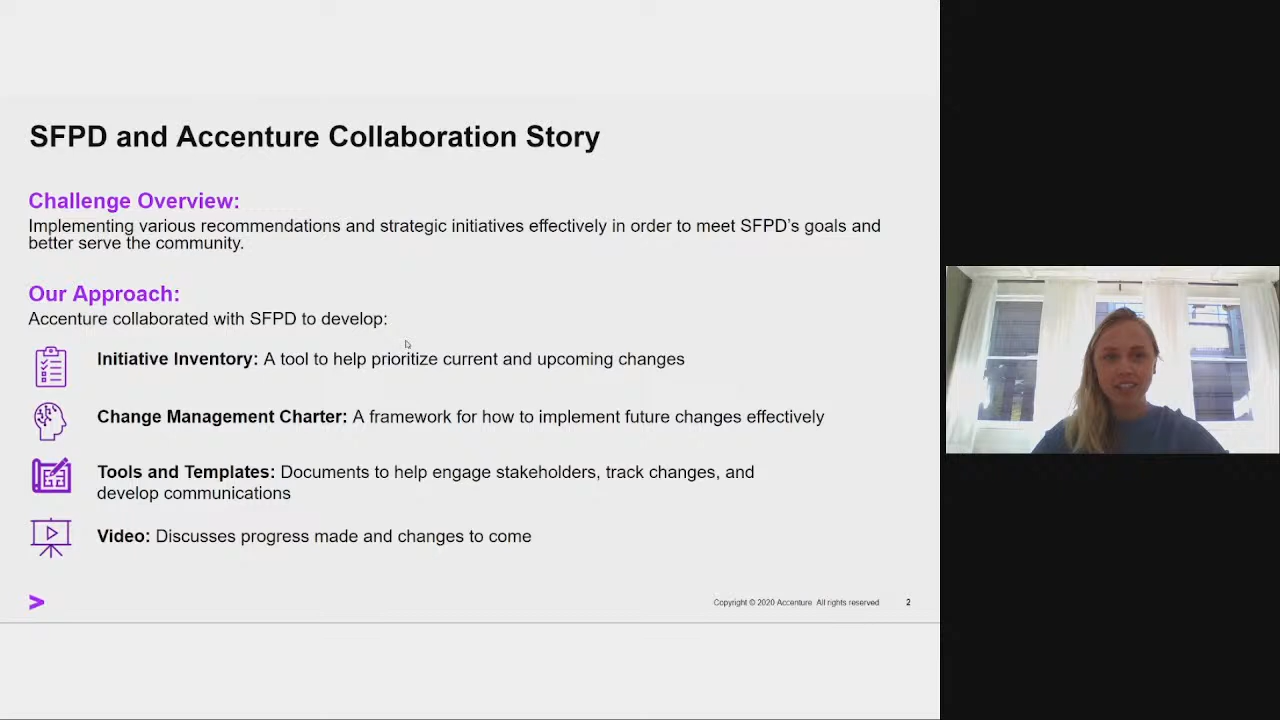 SFPD and Accenture Collaboration Story
Challenge Overview:
Implementing various recommendations and strategic initiatives effectively in order to meet SFPD's goals and
better serve the community.
Our Approach:
Accenture collaborated with SFPD to develop:
Initiative Inventory: A tool to help prioritize current and upcoming changes
Change Management Charter: A framework for how to implement future changes effectively
Tools and Templates: Documents to help engage stakeholders, track changes, and
develop communications
Video: Discusses progress made and changes to come
Copyright © 2020 Accenture All rights reserved 2